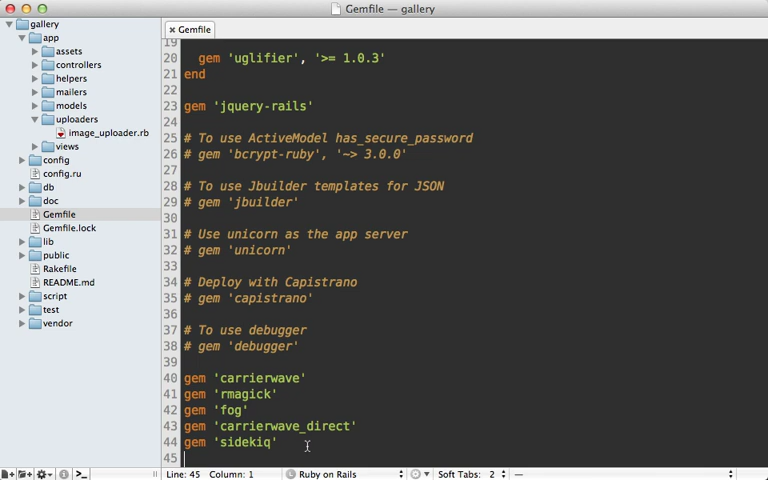 Gemfile — gallery
gallery
app
assets
controllers
helpers
mailers
models
uploaders
image_uploader.rb
views
config
config.ru
db
doc
Gemfile
Gemfile.lock
lib
public
Rakefile
README.md
script
test
vendor
× Gemfile
19
20 gem 'uglifier', '>= 1.0.3'
21 end
22
23 gem 'jquery-rails'
24
25 # To use ActiveModel has_secure_password
26 # gem 'bcrypt-ruby', '~> 3.0.0'
27
28 # To use Jbuilder templates for JSON
29 # gem 'jbuilder'
30
31 # Use unicorn as the app server
32 # gem 'unicorn'
33
34 # Deploy with Capistrano
35 # gem 'capistrano'
36
37 # To use debugger
38 # gem 'debugger'
39
40 gem 'carrierwave'
41 gem 'rmagick'
42 gem 'fog'
43 gem 'carrierwave_direct'
44 gem 'sidekiq'
45
Line: 45 Column: 1 Ruby on Rails Soft Tabs: 2 —